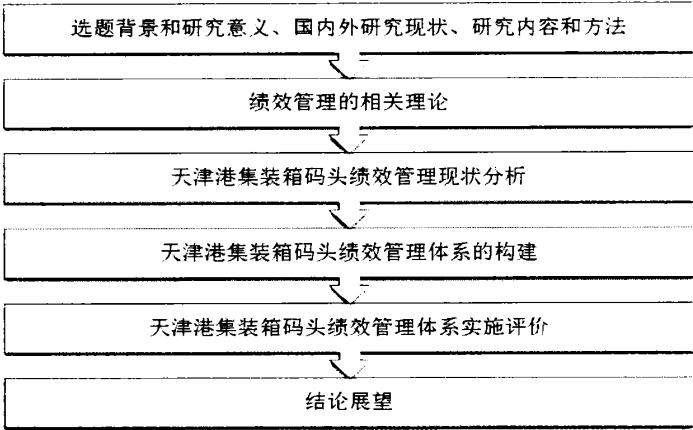 选题背景和研究意义、国内外研究现状、研究内容和方法
绩效管理的相关理论
天津港集装箱码头绩效管理现状分析
天津港集装箱码头绩效管理体系的构建
天津港集装箱码头绩效管理体系实施评价
结论展望